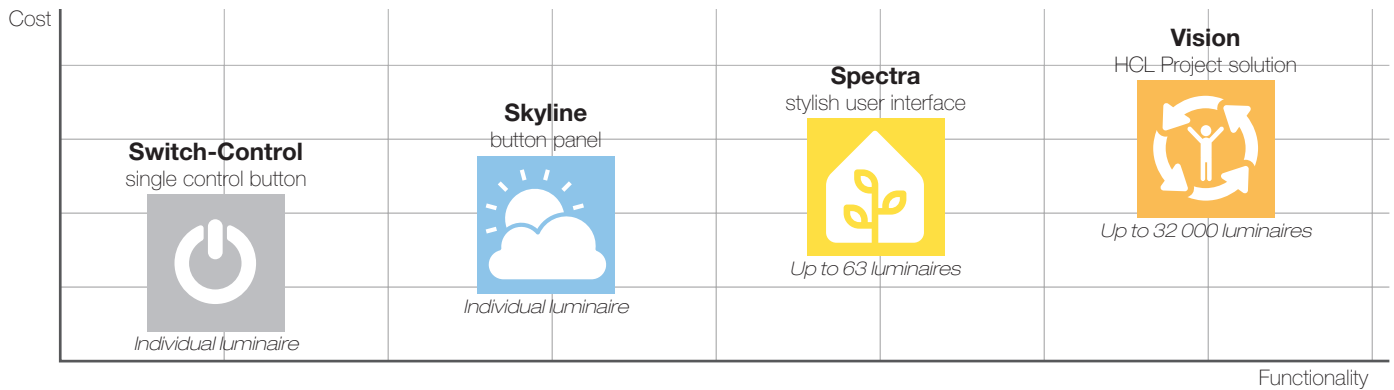 Cost
Vision
HCL Project solution
Up to 32 000 luminaires
Spectra
stylish user interface
Up to 63 luminaires
Skyline
button panel
Individual luminaire
Switch-Control
single control button
Individual luminaire
Functionality